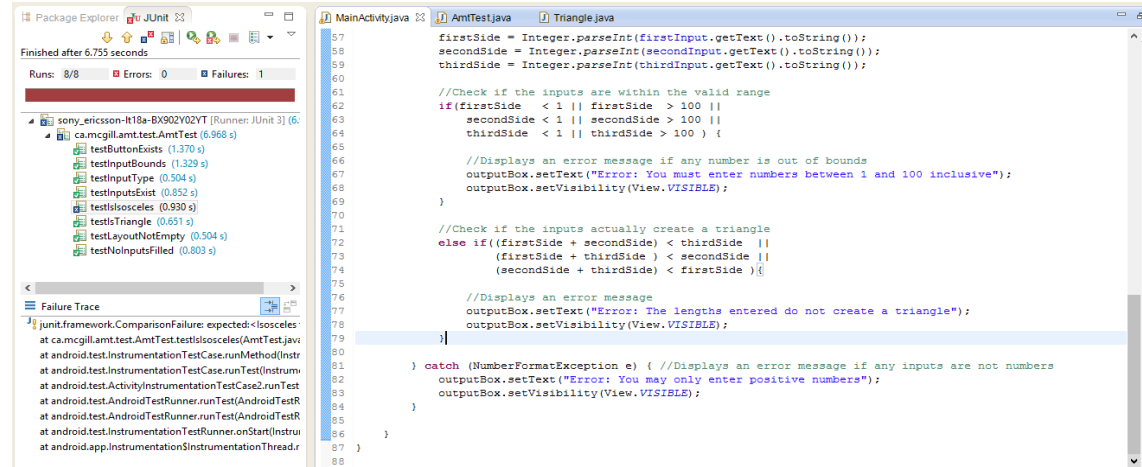 Package Explorer JUnit
Finished after 6.755 seconds
Runs: 8/8 Errors: 0 Failures: 1
sony_ericsson-lt18a-BX902Y02YT [Runner: JUnit 3] (6.
ca.mcgill.amt.test.AmtTest (6.968 s)
testButtonExists (1.370 s)
testInputBounds (1.329 s)
testInputType (0.504 s)
testInputsExist (0.852 s)
testIsIsosceles (0.930 s)
testIsTriangle (0.651 s)
testLayoutNotEmpty (0.504 s)
testNoInputsFilled (0.803 s)
Failure Trace
junit.framework.ComparisonFailure: expected:<Isosceles
at ca.mcgill.amt.test.AmtTest.testIsIsosceles(AmtTest.java
at android.test.InstrumentationTestCase.runMethod(Instr
at android.test.InstrumentationTestCase.runTest(Instrume
at android.test.ActivityInstrumentationTestCase2.runTest
at android.test.AndroidTestRunner.runTest(AndroidTestR
at android.test.AndroidTestRunner.runTest(AndroidTestR
at android.test.InstrumentationTestRunner.onStart(Instrui
at android.app.Instrumentation$InstrumentationThread.r
MainActivity.java AmtTest.java Triangle.java
57 firstSide = Integer.parseInt(firstInput.getText().toString());
58 secondSide = Integer.parseInt(secondInput.getText().toString());
59 thirdSide = Integer.parseInt(thirdInput.getText().toString());
60
61 //Check if the inputs are within the valid range
62 if(firstSide < 1 || firstSide > 100 ||
63 secondSide < 1 || secondSide > 100 ||
64 thirdSide < 1 || thirdSide > 100 ) {
65
66 //Displays an error message if any number is out of bounds
67 outputBox.setText("Error: You must enter numbers between 1 and 100 inclusive");
68 outputBox.setVisibility(View.VISIBLE);
69 }
70
71 //Check if the inputs actually create a triangle
72 else if((firstSide + secondSide) < thirdSide ||
73 (firstSide + thirdSide ) < secondSide ||
74 (secondSide + thirdSide) < firstSide ){
75
76 //Displays an error message
77 outputBox.setText("Error: The lengths entered do not create a triangle");
78 outputBox.setVisibility(View.VISIBLE);
79 }
80
81 } catch (NumberFormatException e) { //Displays an error message if any inputs are not numbers
82 outputBox.setText("Error: You may only enter positive numbers");
83 outputBox.setVisibility(View.VISIBLE);
84 }
85
86 }
87 }
88